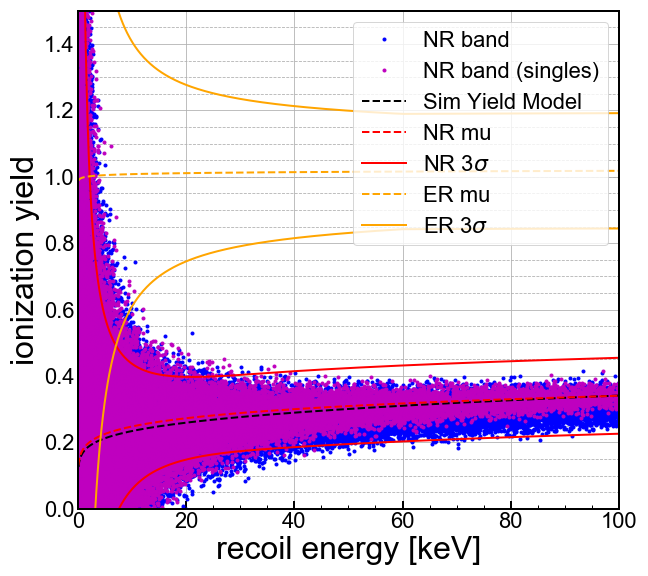 ionization yield
1.4
1.2
1.0
0.8
0.6
0.4
0.2
0.0
NR band
NR band (singles)
Sim Yield Model
NR mu
NR 3σ
ER mu
ER 3σ
0 20 40 60 80 100
recoil energy [keV]